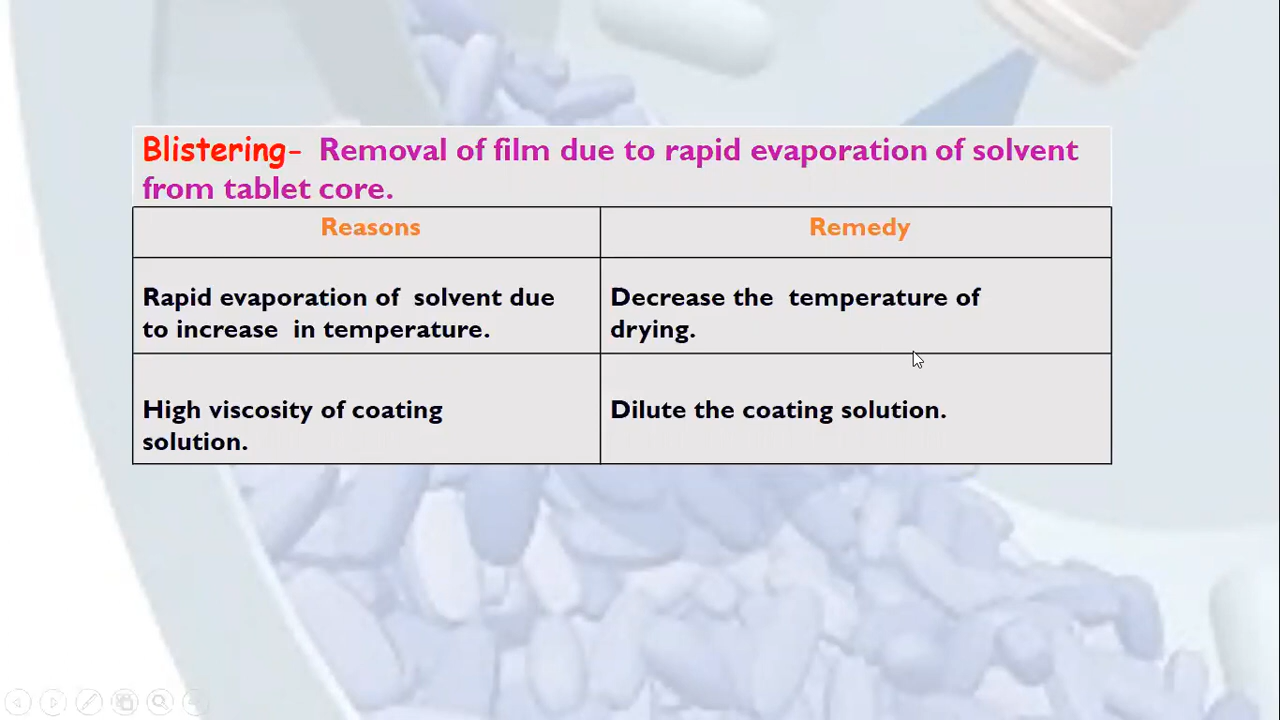 Blistering- Removal of film due to rapid evaporation of solvent
from tablet core.
Reasons
Remedy
Rapid evaporation of solvent due
to increase in temperature.
Decrease the temperature of
drying.
High viscosity of coating
solution.
Dilute the coating solution.